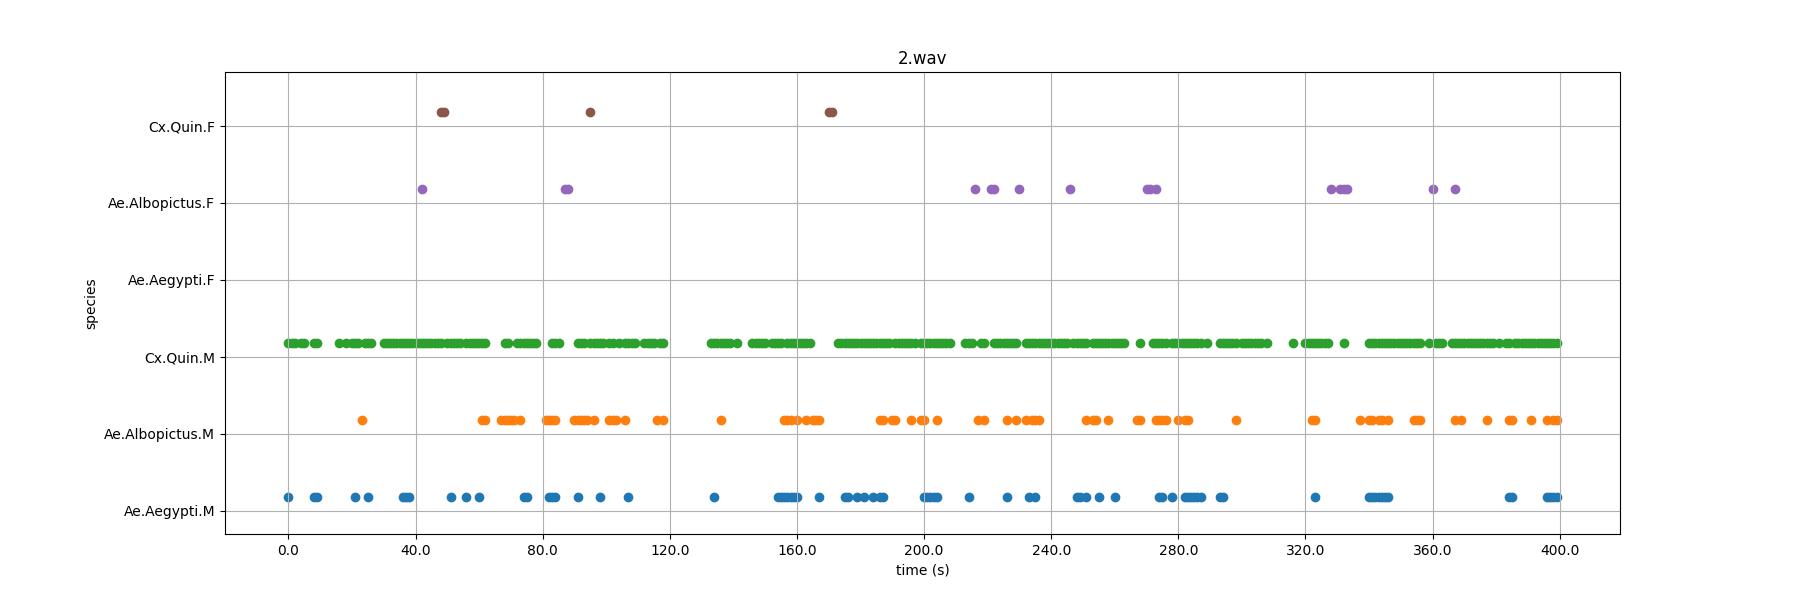 2.wav
Cx.Quin.F
Ae.Albopictus.F
Ae.Aegypti.F
Cx.Quin.M
Ae.Albopictus.M
Ae.Aegypti.M
species
0.0 40.0 80.0 120.0 160.0 200.0 240.0 280.0 320.0 360.0 400.0
time (s)